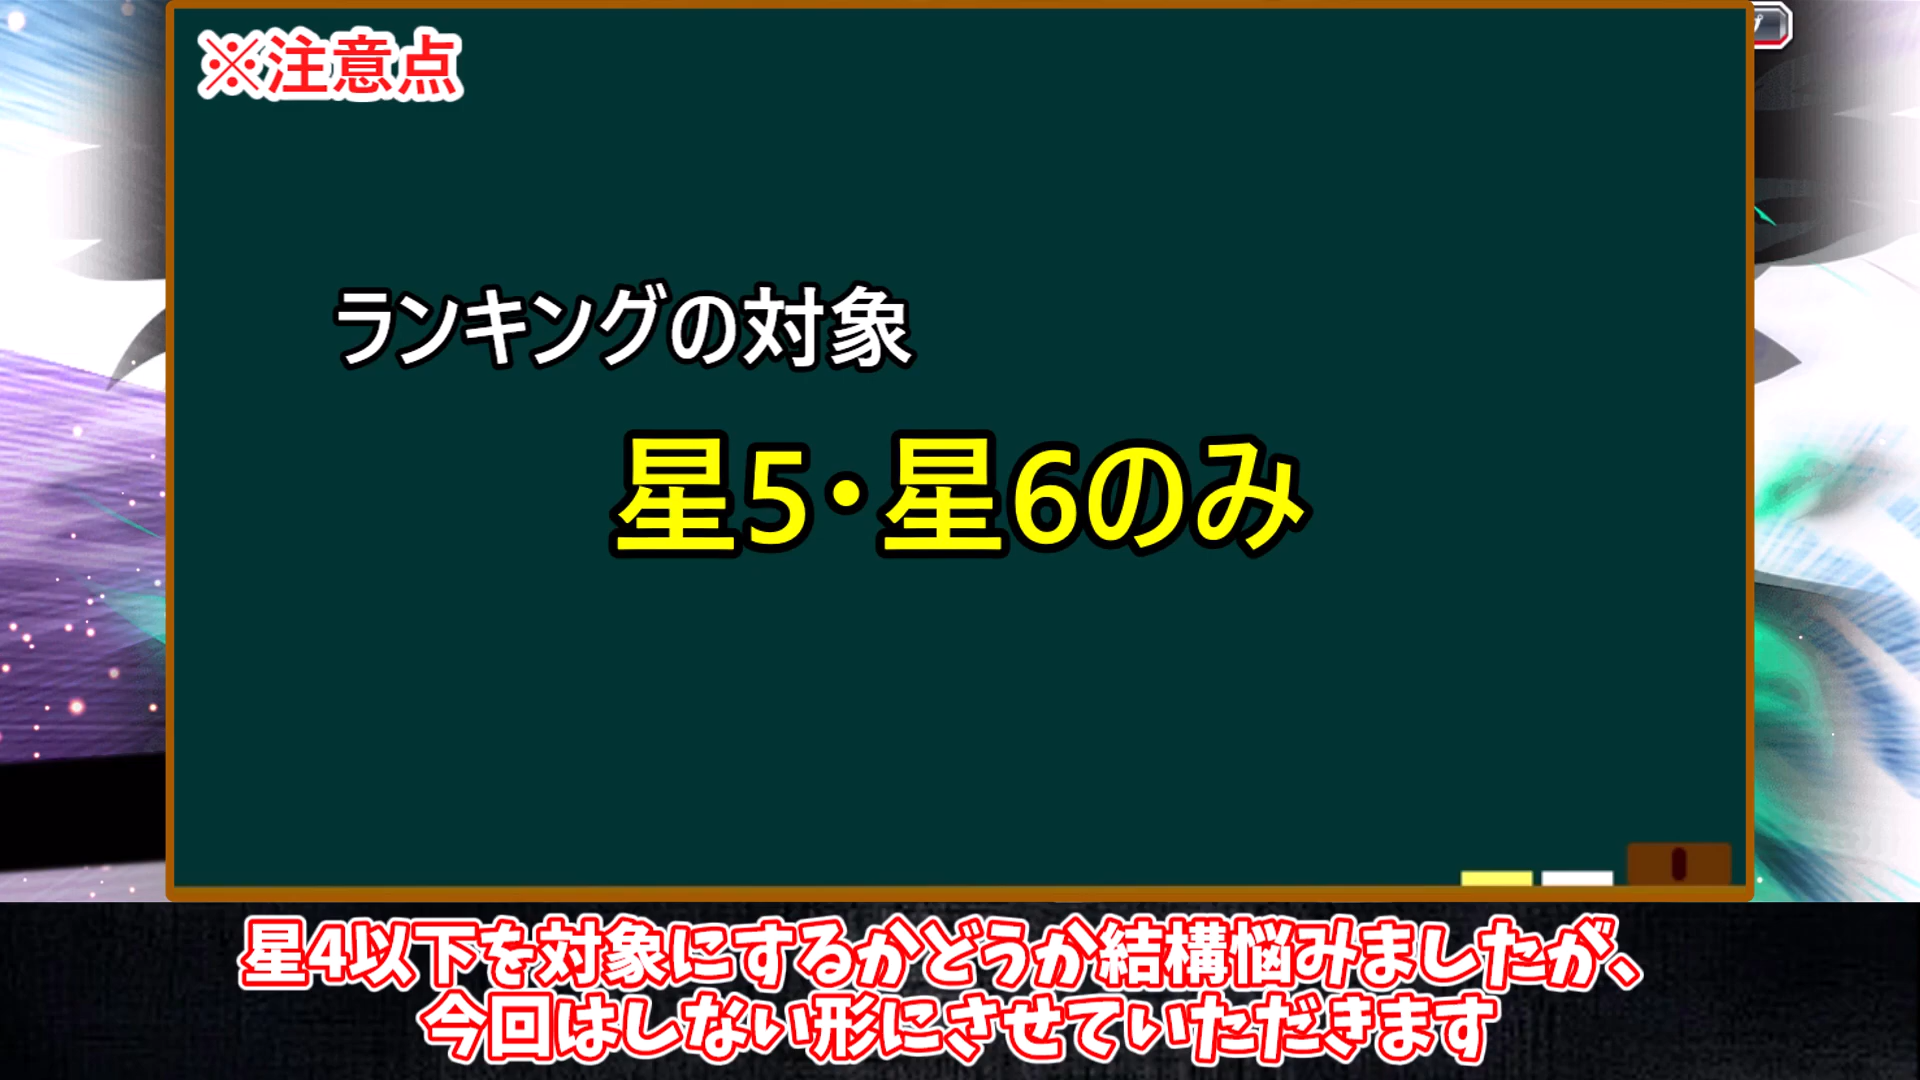 ※注意点
ランキングの対象
星5・星6のみ
星4以下を対象にするかどうか結構悩みましたが、
今回はしない形にさせていただきます